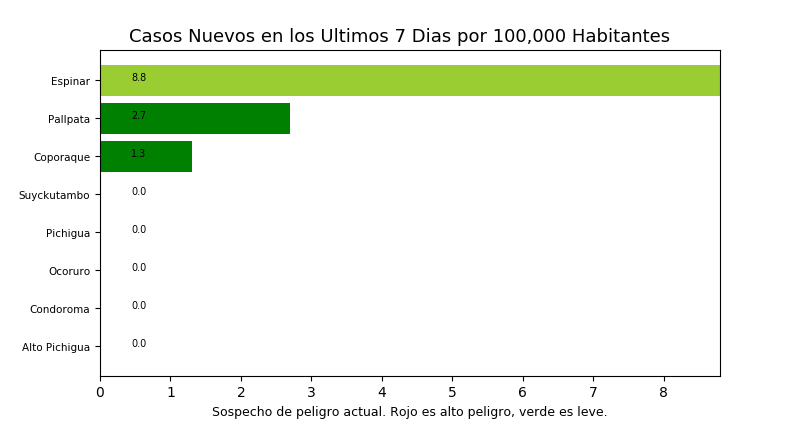 Casos Nuevos en los Ultimos 7 Dias por 100,000 Habitantes
Espinar 8.8
Pallpata 2.7
Coporaque 1.3
Suyckutambo 0.0
Pichigua 0.0
Ocoruro 0.0
Condoroma 0.0
Alto Pichigua 0.0
0 1 2 3 4 5 6 7 8
Sospecho de peligro actual. Rojo es alto peligro, verde es leve.